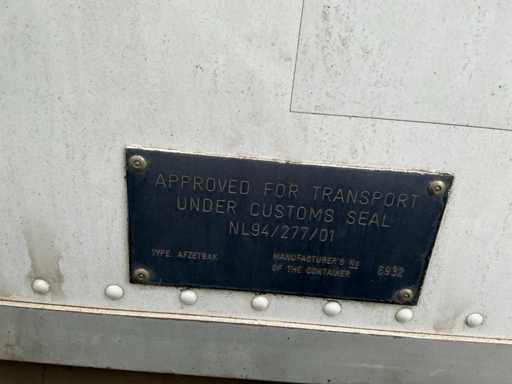 APPROVED FOR TRANSPORT
UNDER CUSTOMS SEAL
NL94/277/01
TYPE. AFZETBAK
MANUFACTURER'S No
OF THE CONTAINER 6932